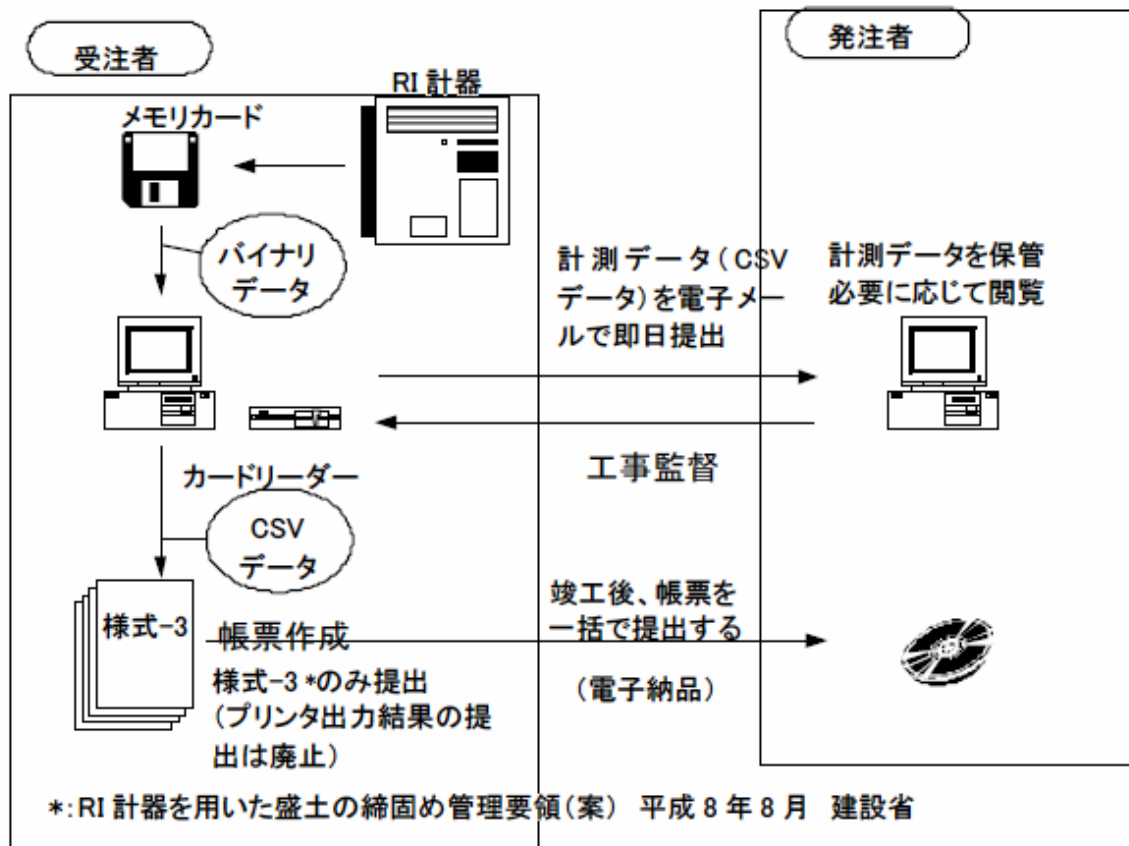 受注者
発注者
RI 計器
メモリカード
バイナリ
データ
計測データ(CSV
データ)を電子メー
ルで即日提出
計測データを保管
必要に応じて閲覧
工事監督
カードリーダー
CSV
データ
様式-3
帳票作成
様式-3 *のみ提出
(プリンタ出力結果の提
出は廃止)
竣工後、帳票を
一括で提出する
(電子納品)
*:RI 計器を用いた盛土の締固め管理要領(案) 平成 8 年 8 月 建設省